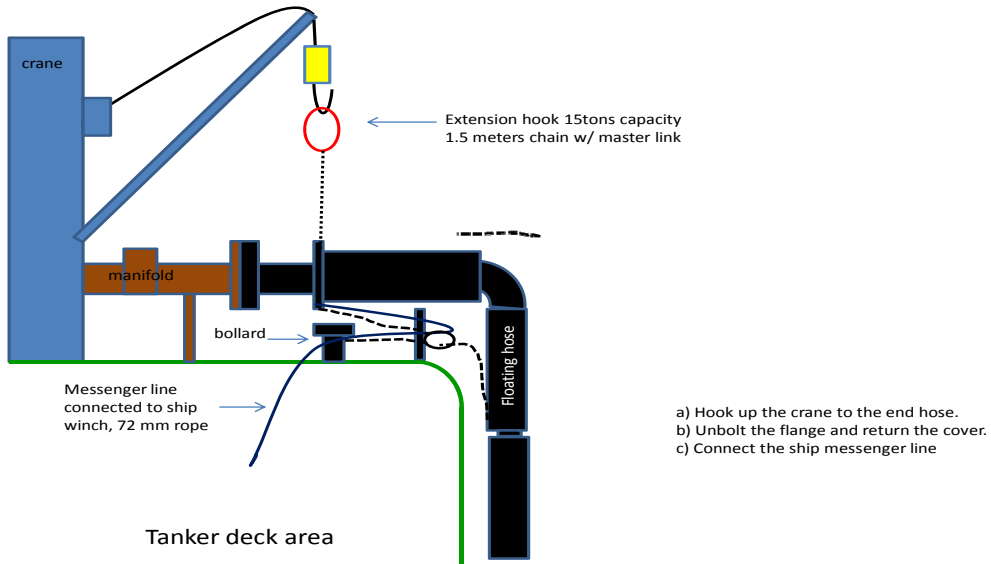 crane
Extension hook 15tons capacity
1.5 meters chain w/ master link
manifold
bollard
Floating hose
Messenger line
connected to ship
winch, 72 mm rope
a) Hook up the crane to the end hose.
b) Unbolt the flange and return the cover.
c) Connect the ship messenger line
Tanker deck area